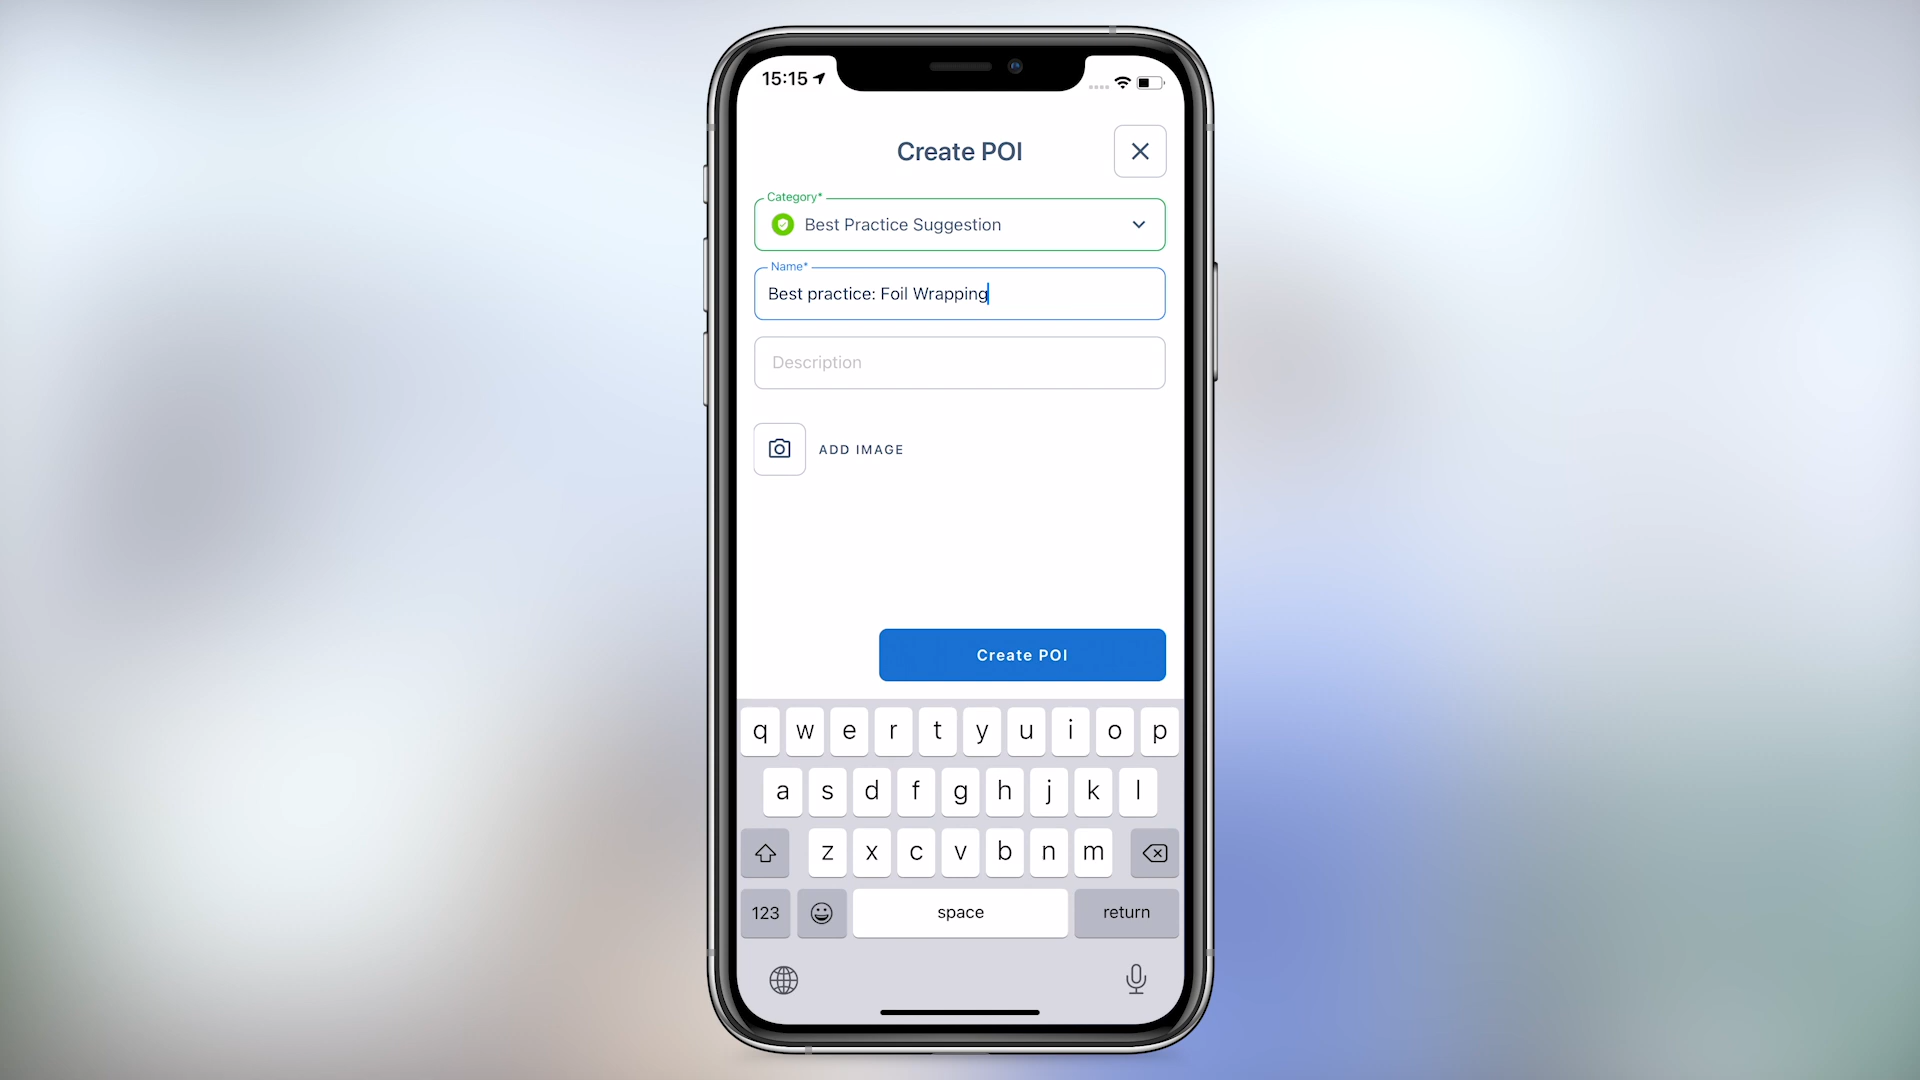 15:15
Create POI
Category*
Best Practice Suggestion
Name*
Best practice: Foil Wrapping
Description
ADD IMAGE
Create POI
q w e r t y u i o p
a s d f g h j k l
z x c v b n m
123 space return